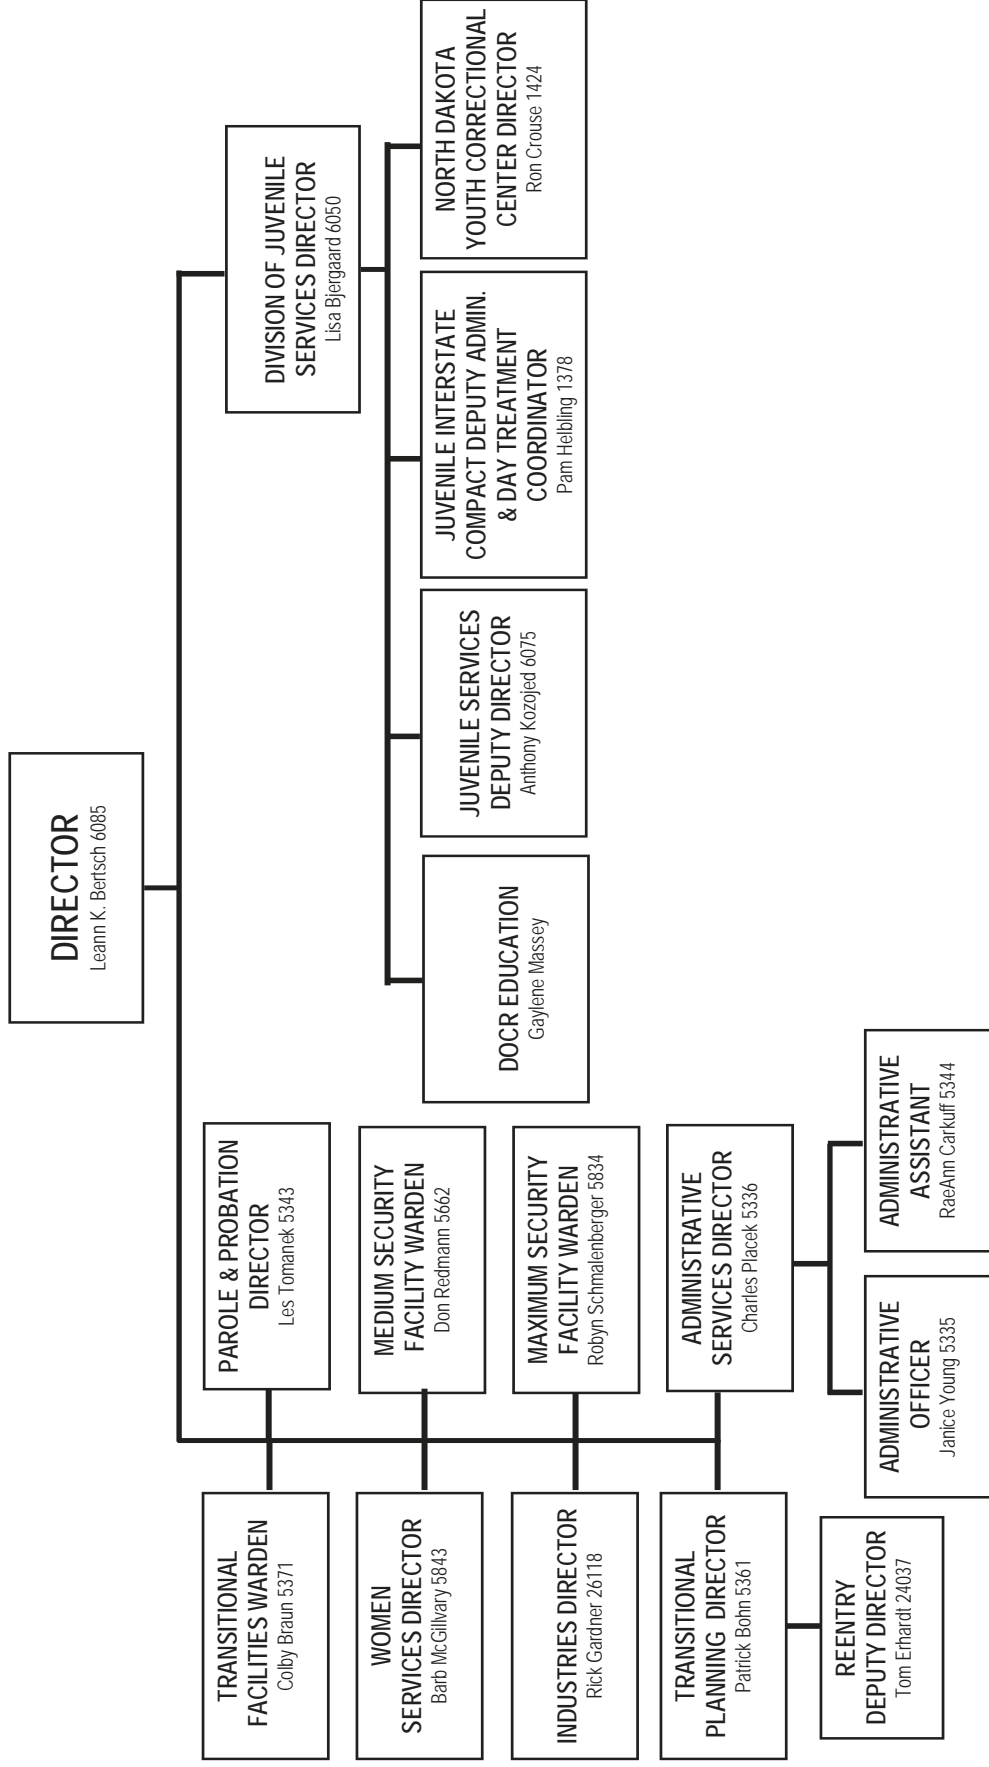 DIRECTOR
Leann K. Bertsch 6085
TRANSITIONAL
FACILITIES WARDEN
Colby Braun 5371
PAROLE & PROBATION
DIRECTOR
Les Tomanek 5343
WOMEN
SERVICES DIRECTOR
Barb McGillvary 5843
MEDIUM SECURITY
FACILITY WARDEN
Don Redmann 5662
INDUSTRIES DIRECTOR
Rick Gardner 26118
MAXIMUM SECURITY
FACILITY WARDEN
Robyn Schmalenberger 5834
TRANSITIONAL
PLANNING DIRECTOR
Patrick Bohn 5361
ADMINISTRATIVE
SERVICES DIRECTOR
Charles Placek 5336
REENTRY
DEPUTY DIRECTOR
Tom Erhardt 24037
ADMINISTRATIVE
OFFICER
Janice Young 5335
ADMINISTRATIVE
ASSISTANT
RaeAnn Carkuff 5344
DIVISION OF JUVENILE
SERVICES DIRECTOR
Lisa Bjergaard 6050
DOCR EDUCATION
Gaylene Massey
JUVENILE SERVICES
DEPUTY DIRECTOR
Anthony Kozojed 6075
JUVENILE INTERSTATE
COMPACT DEPUTY ADMIN.
& DAY TREATMENT
COORDINATOR
Pam Helbling 1378
NORTH DAKOTA
YOUTH CORRECTIONAL
CENTER DIRECTOR
Ron Crouse 1424